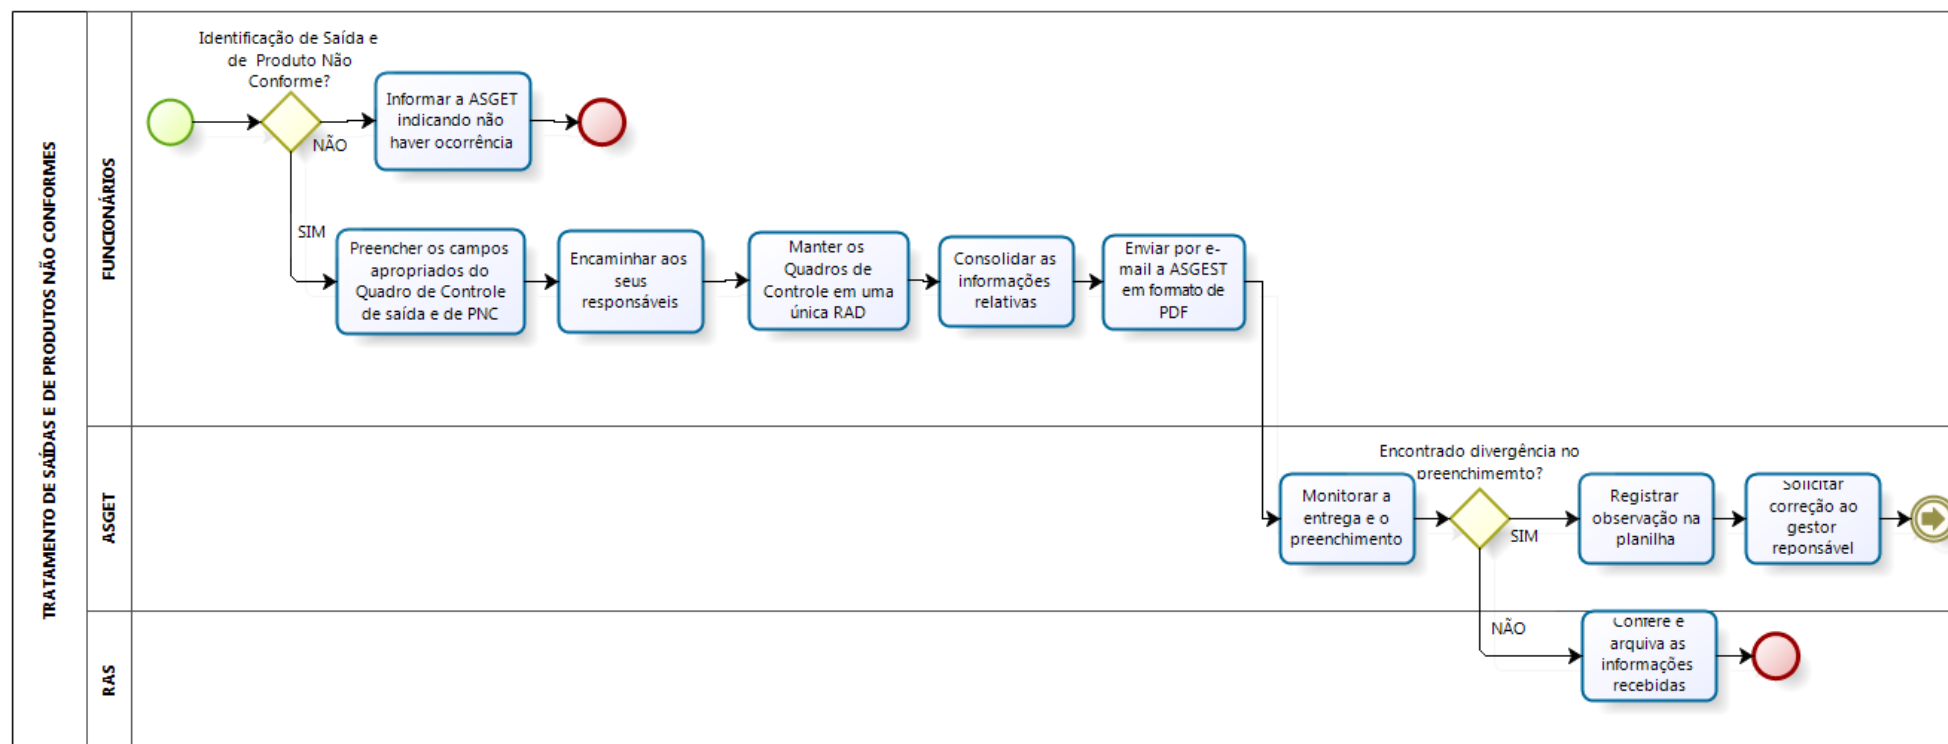 TRATAMENTO DE SAÍDAS E DE PRODUTOS NÃO CONFORMES
FUNCIONÁRIOS
Identificação de Saída e
de Produto Não
Conforme?
NÃO
Informar a ASGET
indicando não
haver ocorrência
SIM
Preencher os campos
apropriados do
Quadro de Controle
de saída e de PNC
Encaminhar aos
seus
responsáveis
Manter os
Quadros de
Controle em uma
única RAD
Consolidar as
informações
relativas
Enviar por e-
mail a ASGEST
em formato de
PDF
ASGET
Monitorar a
entrega e o
preenchimento
Encontrado divergência no
preenchimemto?
SIM
Registrar
observação na
planilha
Solicitar
correção ao
gestor
reponsável
RAS
NÃO
Confere e
arquiva as
informações
recebidas